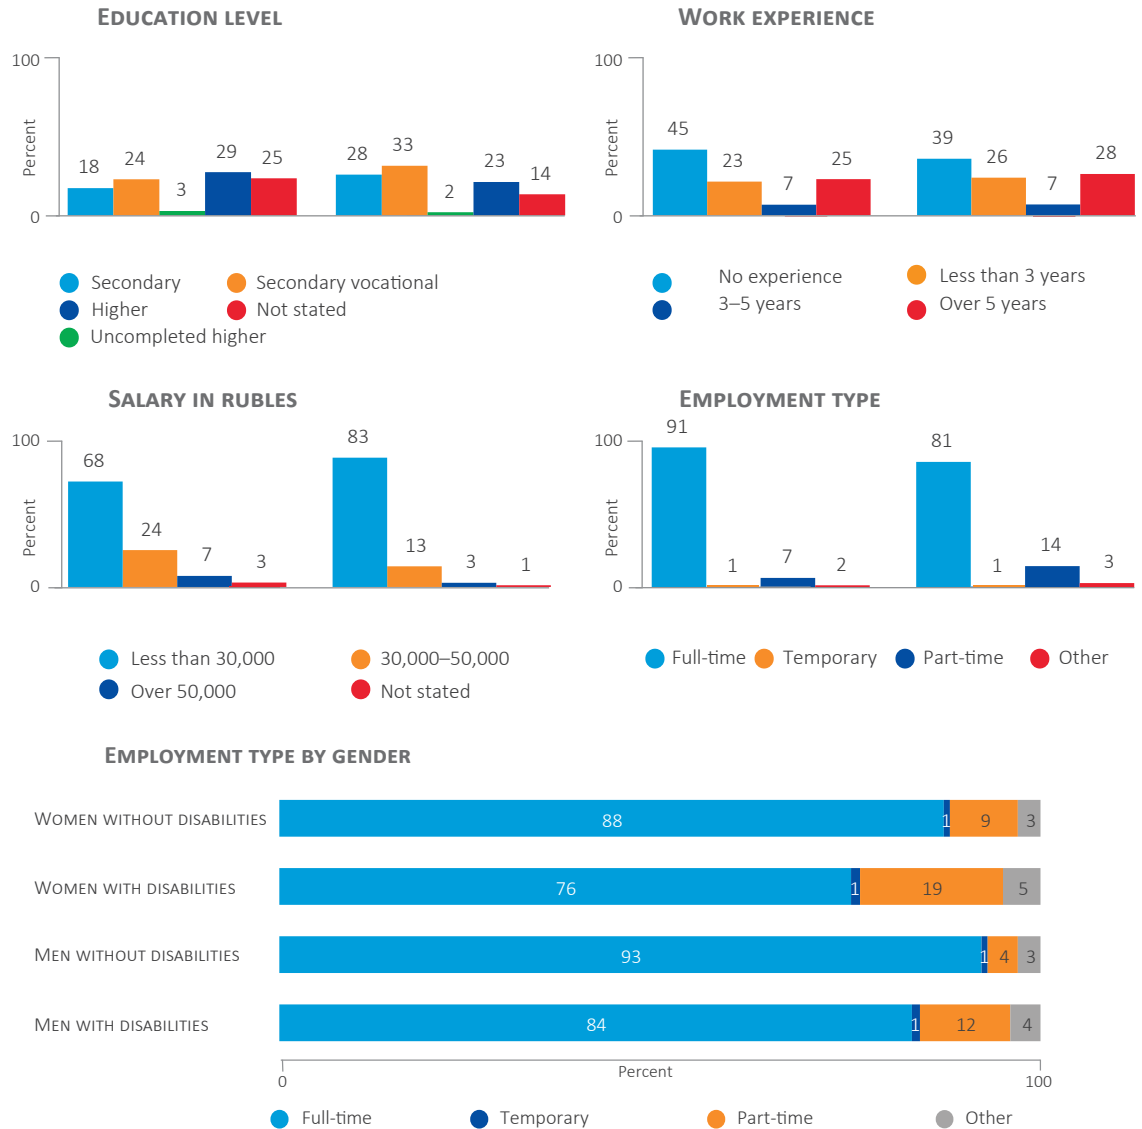 EDUCATION LEVEL
100
Percent
0
18 24 3 29 25 28 33 2 23 14
Secondary Secondary vocational
Higher Not stated
Uncompleted higher
WORK EXPERIENCE
100
Percent
0
45 23 7 25 39 26 7 28
No experience Less than 3 years
3–5 years Over 5 years
SALARY IN RUBLES
100
Percent
0
68 24 7 3 83 13 3 1
Less than 30,000 30,000–50,000
Over 50,000 Not stated
EMPLOYMENT TYPE
100
Percent
0
91 1 7 2 81 1 14 3
Full-time Temporary Part-time Other
EMPLOYMENT TYPE BY GENDER
WOMEN WITHOUT DISABILITIES 88 1 9 3
WOMEN WITH DISABILITIES 76 1 19 5
MEN WITHOUT DISABILITIES 93 1 4 3
MEN WITH DISABILITIES 84 1 12 4
0 Percent 100
Full-time Temporary Part-time Other